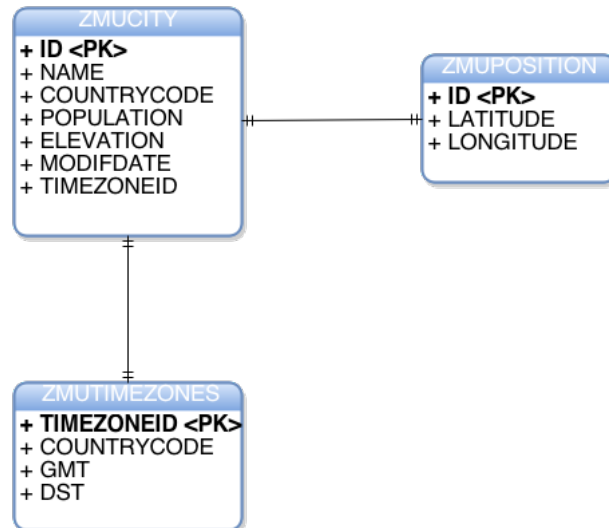 ZMUCITY
+ ID <PK>
+ NAME
+ COUNTRYCODE
+ POPULATION
+ ELEVATION
+ MODIFDATE
+ TIMEZONEID
ZMUPOSITION
+ ID <PK>
+ LATITUDE
+ LONGITUDE
ZMUTIMEZONES
+ TIMEZONEID <PK>
+ COUNTRYCODE
+ GMT
+ DST